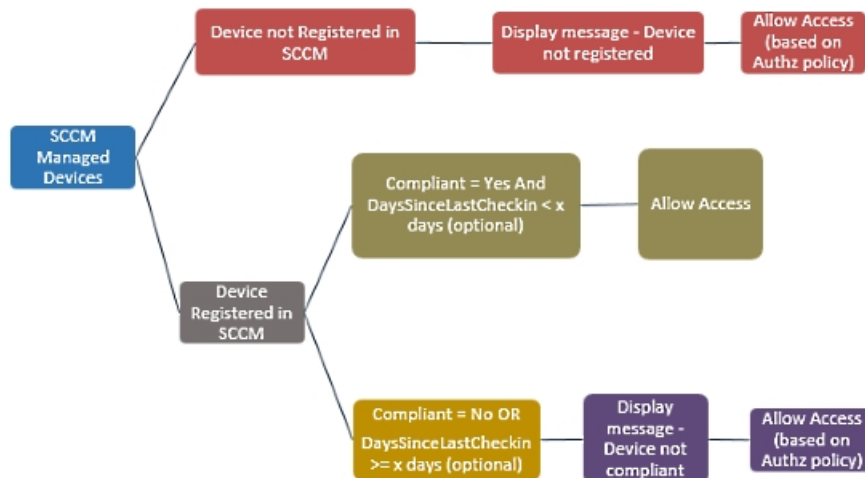 Device not Registered in
SCCM
Display message - Device
not registered
Allow Access
(based on
Authz policy)
SCCM
Managed
Devices
Compliant = Yes And
DaysSinceLastCheckin < x
days (optional)
Allow Access
Device
Registered in
SCCM
Compliant = No OR
DaysSinceLastCheckin
>= x days (optional)
Display
message -
Device not
compliant
Allow Access
(based on
Authz policy)